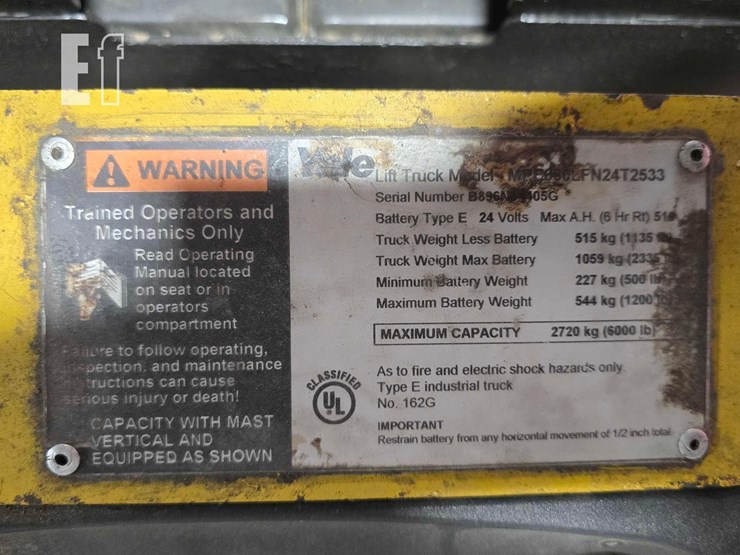 Ef
WARNING
Trained Operators and
Mechanics Only
Read Operating
Manual located
on seat or in
operators
compartment
Failure to follow operating,
inspection, and maintenance
instructions can cause
serious injury or death!
CAPACITY WITH MAST
VERTICAL AND
EQUIPPED AS SHOWN
Yale
Lift Truck Model
Serial Number
Battery Type E 24 Volts Max A.H. (6 Hr Rt)
Truck Weight Less Battery 515 kg (1135 lb)
Truck Weight Max Battery 1059 kg (2335 lb)
Minimum Battery Weight 227 kg (500 lb)
Maximum Battery Weight 544 kg (1200 lb)
MAXIMUM CAPACITY 2720 kg (6000 lb)
CLASSIFIED
UL
As to fire and electric shock hazards only.
Type E industrial truck
No. 162G
IMPORTANT
Restrain battery from any horizontal movement of 1/2 inch total.